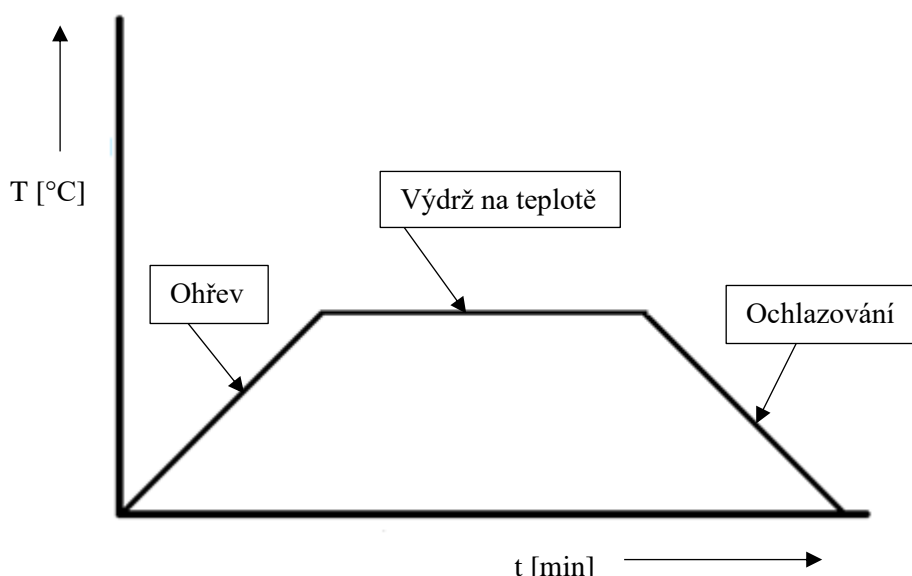 T [°C]
Výdrž na teplotě
Ohřev
Ochlazování
t [min]